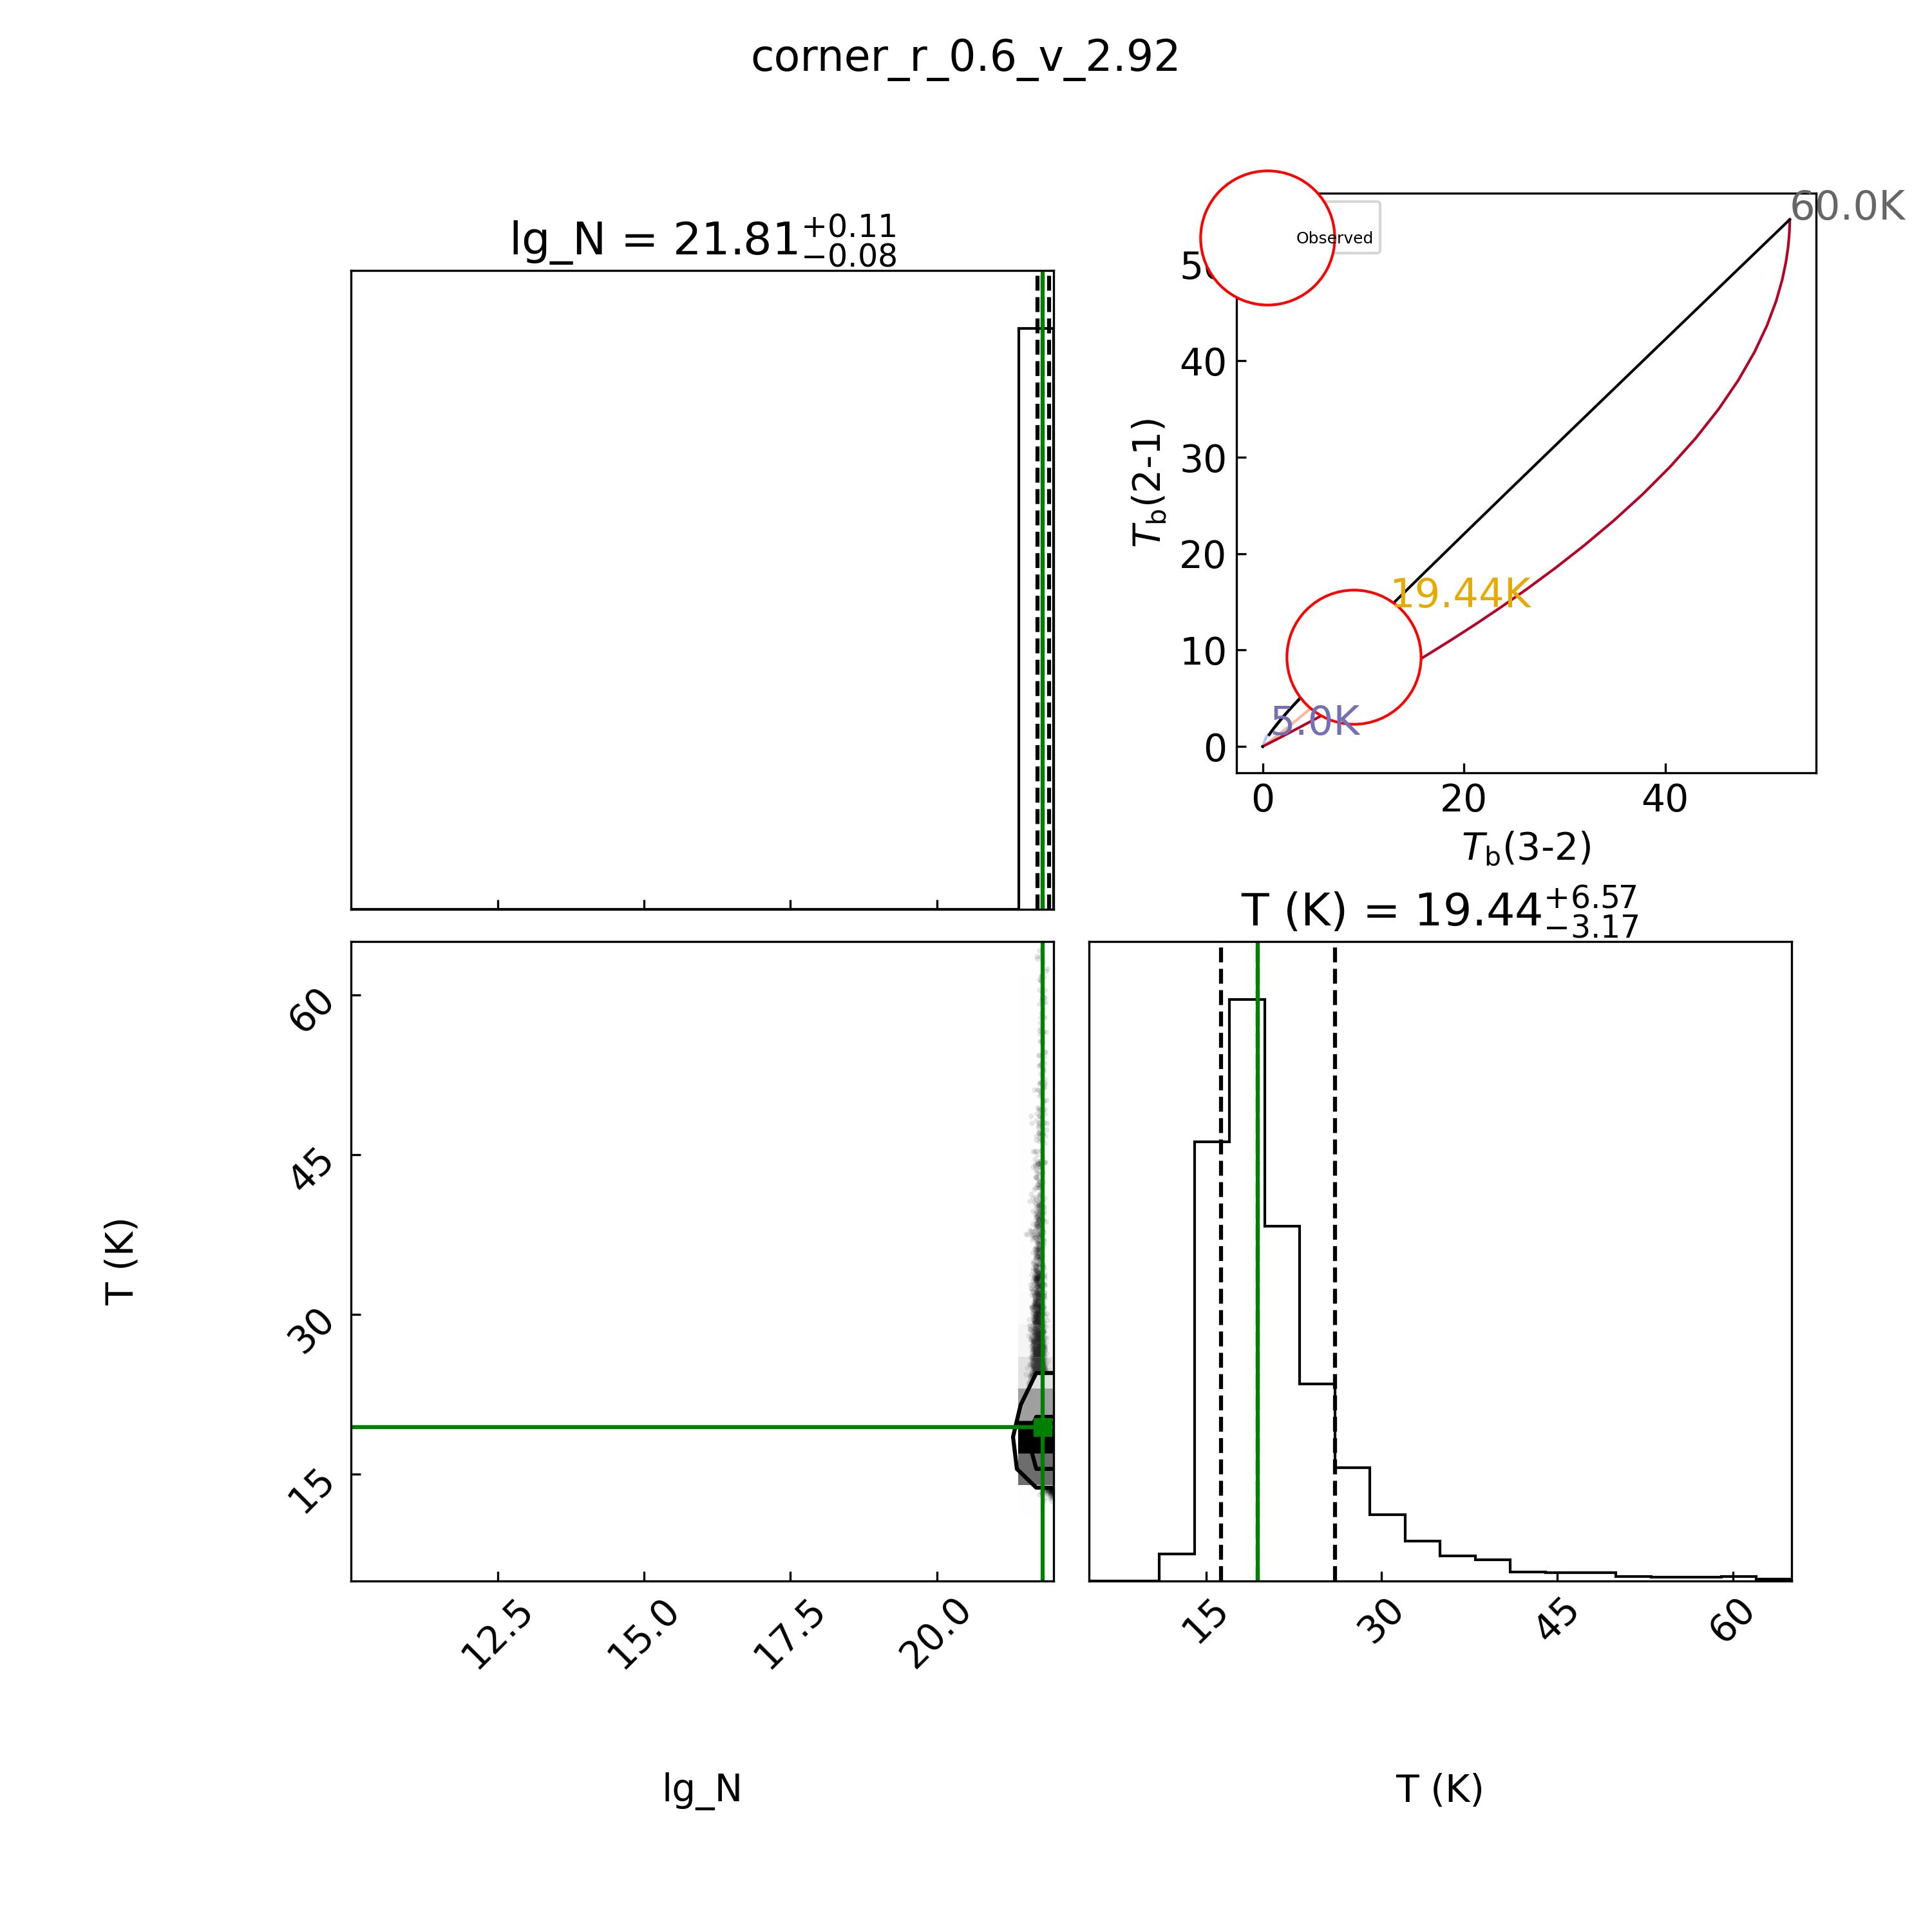 corner_r_0.6_v_2.92
lg_N = 21.81 +0.11 −0.08
60.0K
Observed
40
30
20
10
0
T_b(2-1)
19.44K
5.0K
0 20 40
T_b(3-2)
T (K) = 19.44 +6.57 −3.17
60
45
30
15
T (K)
12.5 15.0 17.5 20.0
15 30 45 60
lg_N
T (K)